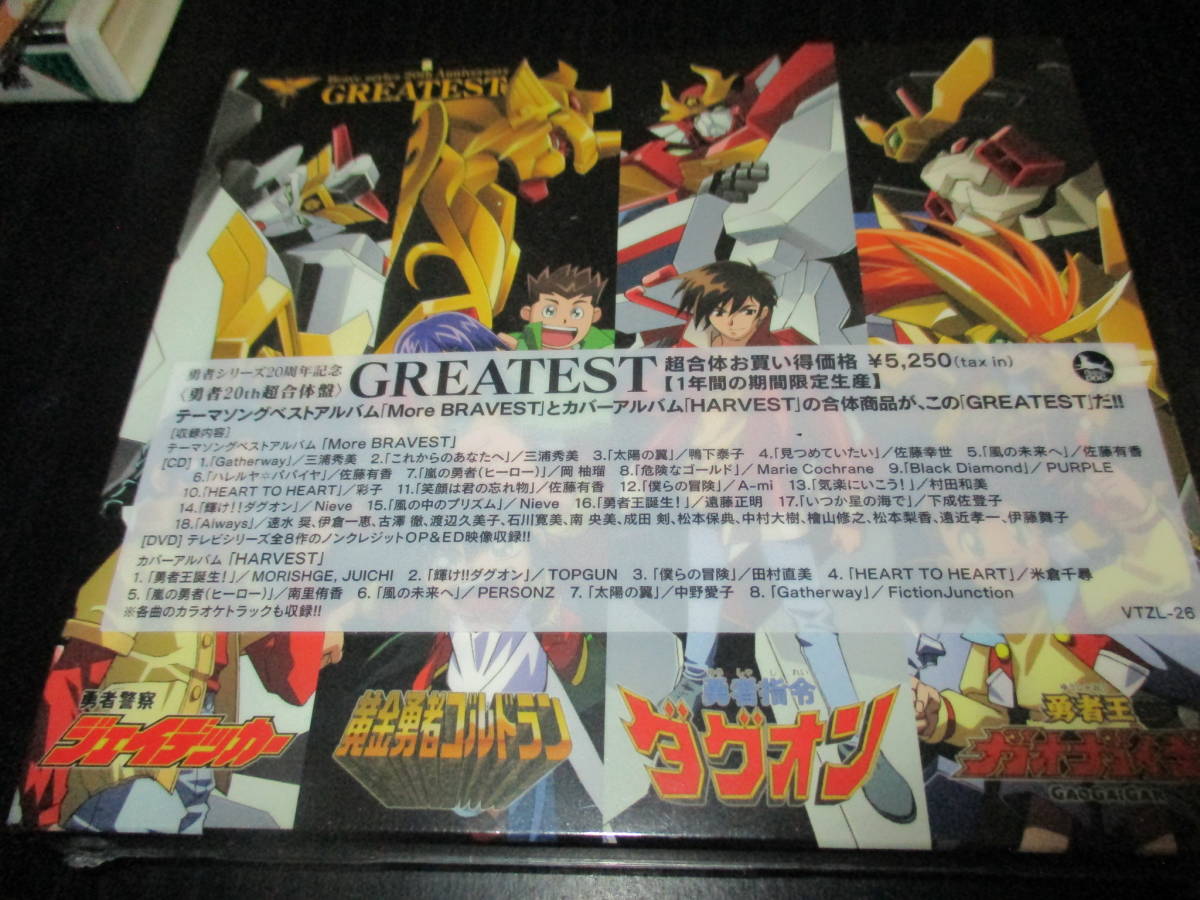 Brave series 20th Anniversary
GREATEST
勇者シリーズ20周年記念
〈勇者20th超合体盤〉
GREATEST
超合体お買い得価格 ¥5,250(tax in)
【1年間の期間限定生産】
テーマソングベストアルバム「More BRAVEST」とカバーアルバム「HARVEST」の合体商品が、この「GREATEST」だ!!
[収録内容]
テーマソングベストアルバム「More BRAVEST」
[CD] 1.「Gatherway」／三浦秀美 2.「これからのあなたへ」／三浦秀美 3.「太陽の翼」／鴨下泰子 4.「見つめていたい」／佐藤幸世 5.「風の未来へ」／佐藤有香
6.「ハレルヤ☆パパイヤ」／佐藤有香 7.「嵐の勇者(ヒーロー)」／岡 柚瑠 8.「危険なゴールド」／Marie Cochrane 9.「Black Diamond」／PURPLE
10.「HEART TO HEART」／彩子 11.「笑顔は君の忘れ物」／佐藤有香 12.「僕らの冒険」／A-mi 13.「気楽にいこう！」／村田和美
14.「輝け!!ダグオン」／Nieve 15.「風の中のプリズム」／Nieve 16.「勇者王誕生！」／遠藤正明 17.「いつか星の海で」／下成佐登子
18.「Always」／速水 奨、伊倉一恵、古澤 徹、渡辺久美子、石川寛美、南 央美、成田 剣、松本保典、中村大樹、檜山修之、松本梨香、遠近孝一、伊藤舞子
[DVD] テレビシリーズ全8作のノンクレジットOP&ED映像収録!!
カバーアルバム「HARVEST」
1.「勇者王誕生！」／MORISHGE, JUICHI 2.「輝け!!ダグオン」／TOPGUN 3.「僕らの冒険」／田村直美 4.「HEART TO HEART」／米倉千尋
5.「嵐の勇者(ヒーロー)」／南里侑香 6.「風の未来へ」／PERSONZ 7.「太陽の翼」／中野愛子 8.「Gatherway」／FictionJunction
※各曲のカラオケトラックも収録!!
VTZL-26
勇者警察
ジェイデッカー
黄金勇者ゴルドラン
ゆうしゃしれい
勇者指令
ダグオン
勇者王
ガオガイガー
GAOGAIGAR